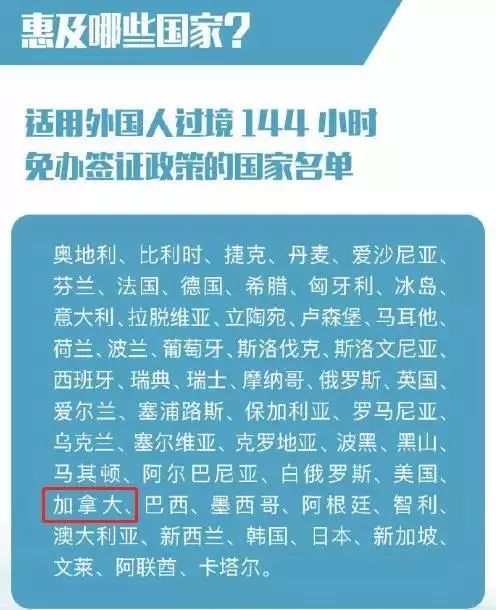 惠及哪些国家?
适用外国人过境 144 小时
免办签证政策的国家名单
奥地利、比利时、捷克、丹麦、爱沙尼亚、
芬兰、法国、德国、希腊、匈牙利、冰岛、
意大利、拉脱维亚、立陶宛、卢森堡、马耳他、
荷兰、波兰、葡萄牙、斯洛伐克、斯洛文尼亚、
西班牙、瑞典、瑞士、摩纳哥、俄罗斯、英国、
爱尔兰、塞浦路斯、保加利亚、罗马尼亚、
乌克兰、塞尔维亚、克罗地亚、波黑、黑山、
马其顿、阿尔巴尼亚、白俄罗斯、美国、
加拿大、巴西、墨西哥、阿根廷、智利、
澳大利亚、新西兰、韩国、日本、新加坡、
文莱、阿联酋、卡塔尔。